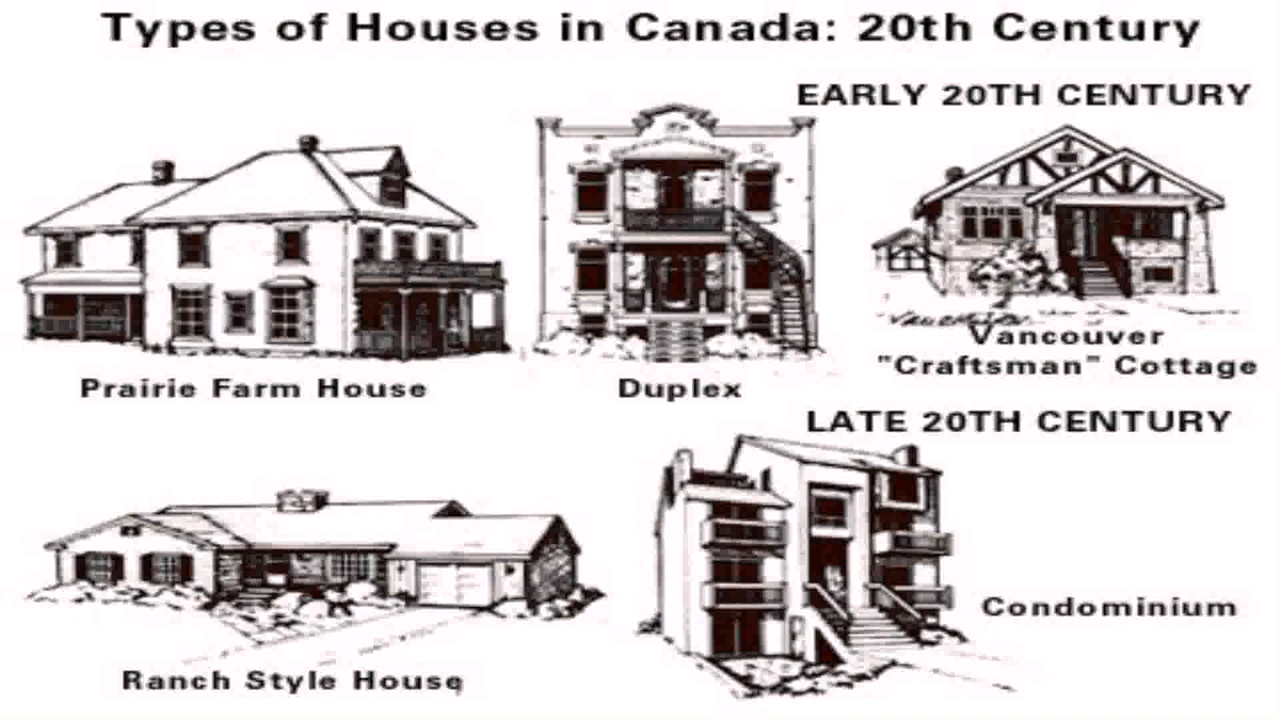 Types of Houses in Canada: 20th Century
EARLY 20TH CENTURY
Prairie Farm House
Duplex
Vancouver
"Craftsman" Cottage
LATE 20TH CENTURY
Ranch Style House
Condominium